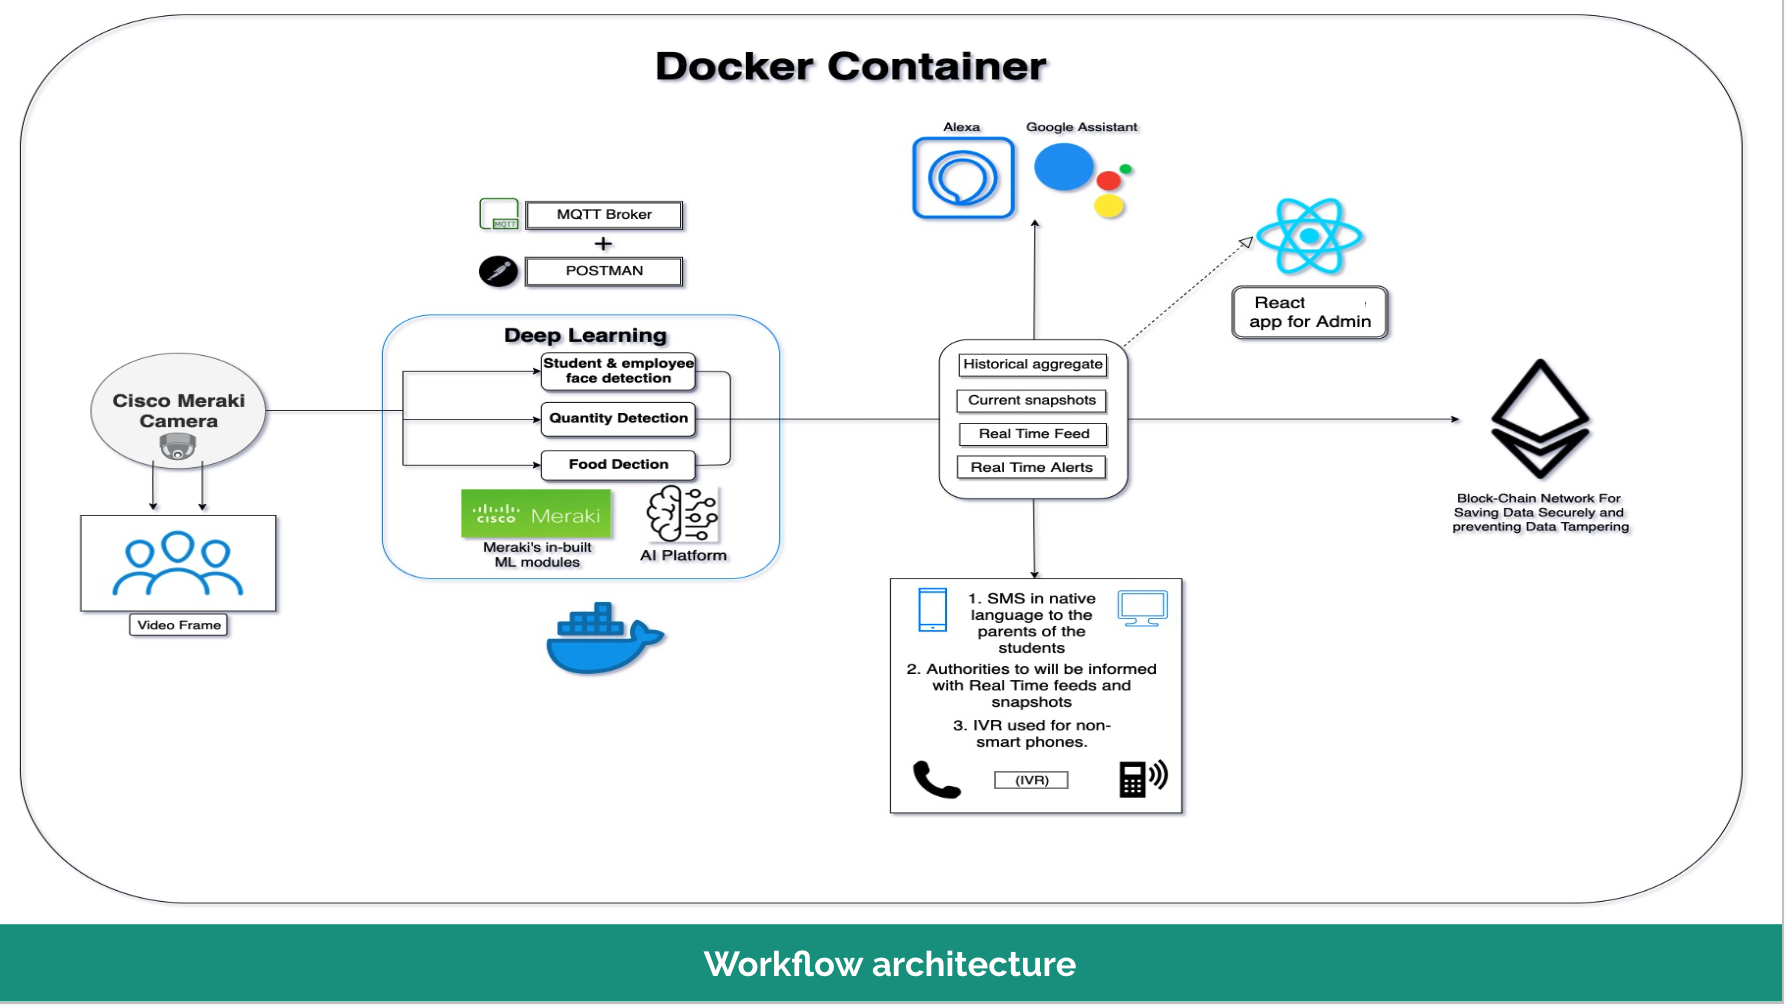 Docker Container
Alexa
Google Assistant
MQTT
MQTT Broker
+
POSTMAN
React
app for Admin
Deep Learning
Student & employee
face detection
Quantity Detection
Food Dection
Cisco Meraki
Camera
Historical aggregate
Current snapshots
Real Time Feed
Real Time Alerts
cisco Meraki
Meraki's in-built
ML modules
AI Platform
Block-Chain Network For
Saving Data Securely and
preventing Data Tampering
Video Frame
1. SMS in native
language to the
parents of the
students
2. Authorities to will be informed
with Real Time feeds and
snapshots
3. IVR used for non-
smart phones.
(IVR)
Workflow architecture